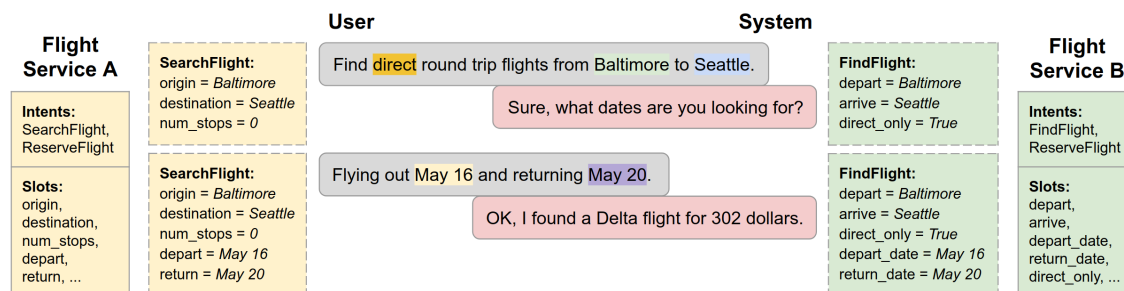 User
System
Flight
Service A
Intents:
SearchFlight,
ReserveFlight
Slots:
origin,
destination,
num_stops,
depart,
return, ...
SearchFlight:
origin = Baltimore
destination = Seattle
num_stops = 0
SearchFlight:
origin = Baltimore
destination = Seattle
num_stops = 0
depart = May 16
return = May 20
Find direct round trip flights from Baltimore to Seattle.
Sure, what dates are you looking for?
Flying out May 16 and returning May 20.
OK, I found a Delta flight for 302 dollars.
FindFlight:
depart = Baltimore
arrive = Seattle
direct_only = True
FindFlight:
depart = Baltimore
arrive = Seattle
direct_only = True
depart_date = May 16
return_date = May 20
Flight
Service B
Intents:
FindFlight,
ReserveFlight
Slots:
depart,
arrive,
depart_date,
return_date,
direct_only, ...